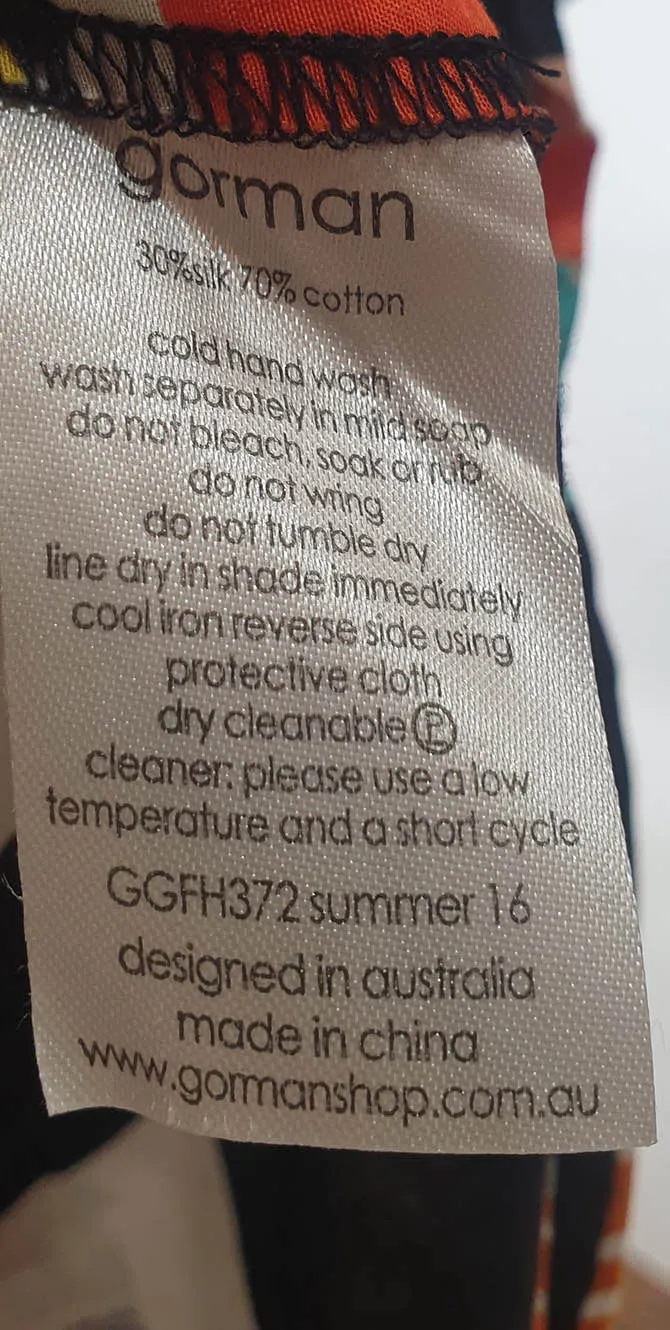 gorman
30%silk 70% cotton
cold hand wash
wash separately in mild soap
do not bleach, soak or rub
do not wring
do not tumble dry
line dry in shade immediately
cool iron reverse side using
protective cloth
dry cleanable Ⓟ
cleaner: please use a low
temperature and a short cycle
GGFH372 summer 16
designed in australia
made in china
www.gormanshop.com.au